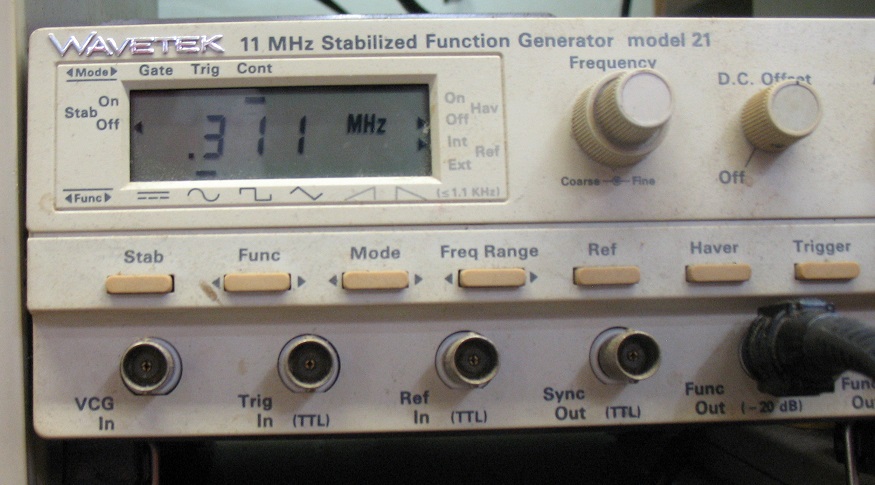 WAVETEK 11 MHz Stabilized Function Generator model 21
Mode Gate Trig Cont
Frequency
D.C. Offset
Stab On
Off
.311 MHz
On
Off Hav
Int
Ext Ref
Coarse Fine
Off
Func (≤1.1 KHz)
Stab Func Mode Freq Range Ref Haver Trigger
VCG
In
Trig
In (TTL)
Ref
In (TTL)
Sync
Out (TTL)
Func
Out (-20 dB)